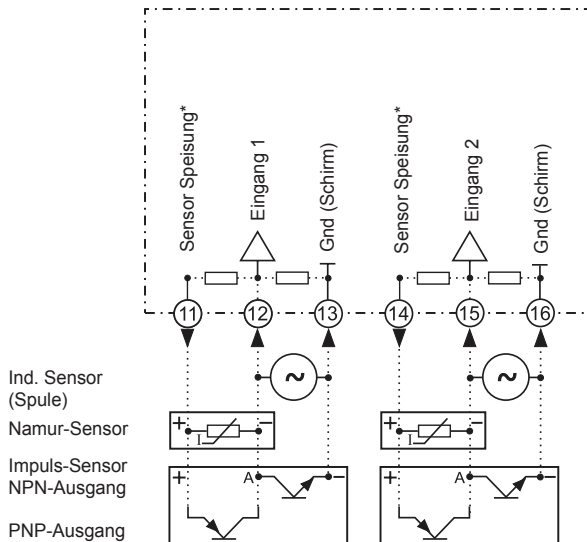 Sensor Speisung*
Eingang 1
Gnd (Schirm)
Sensor Speisung*
Eingang 2
Gnd (Schirm)
11
12
13
14
15
16
~
~
Ind. Sensor
(Spule)
Namur-Sensor
+ I −
+ I −
Impuls-Sensor
NPN-Ausgang
+ A −
+ A −
PNP-Ausgang